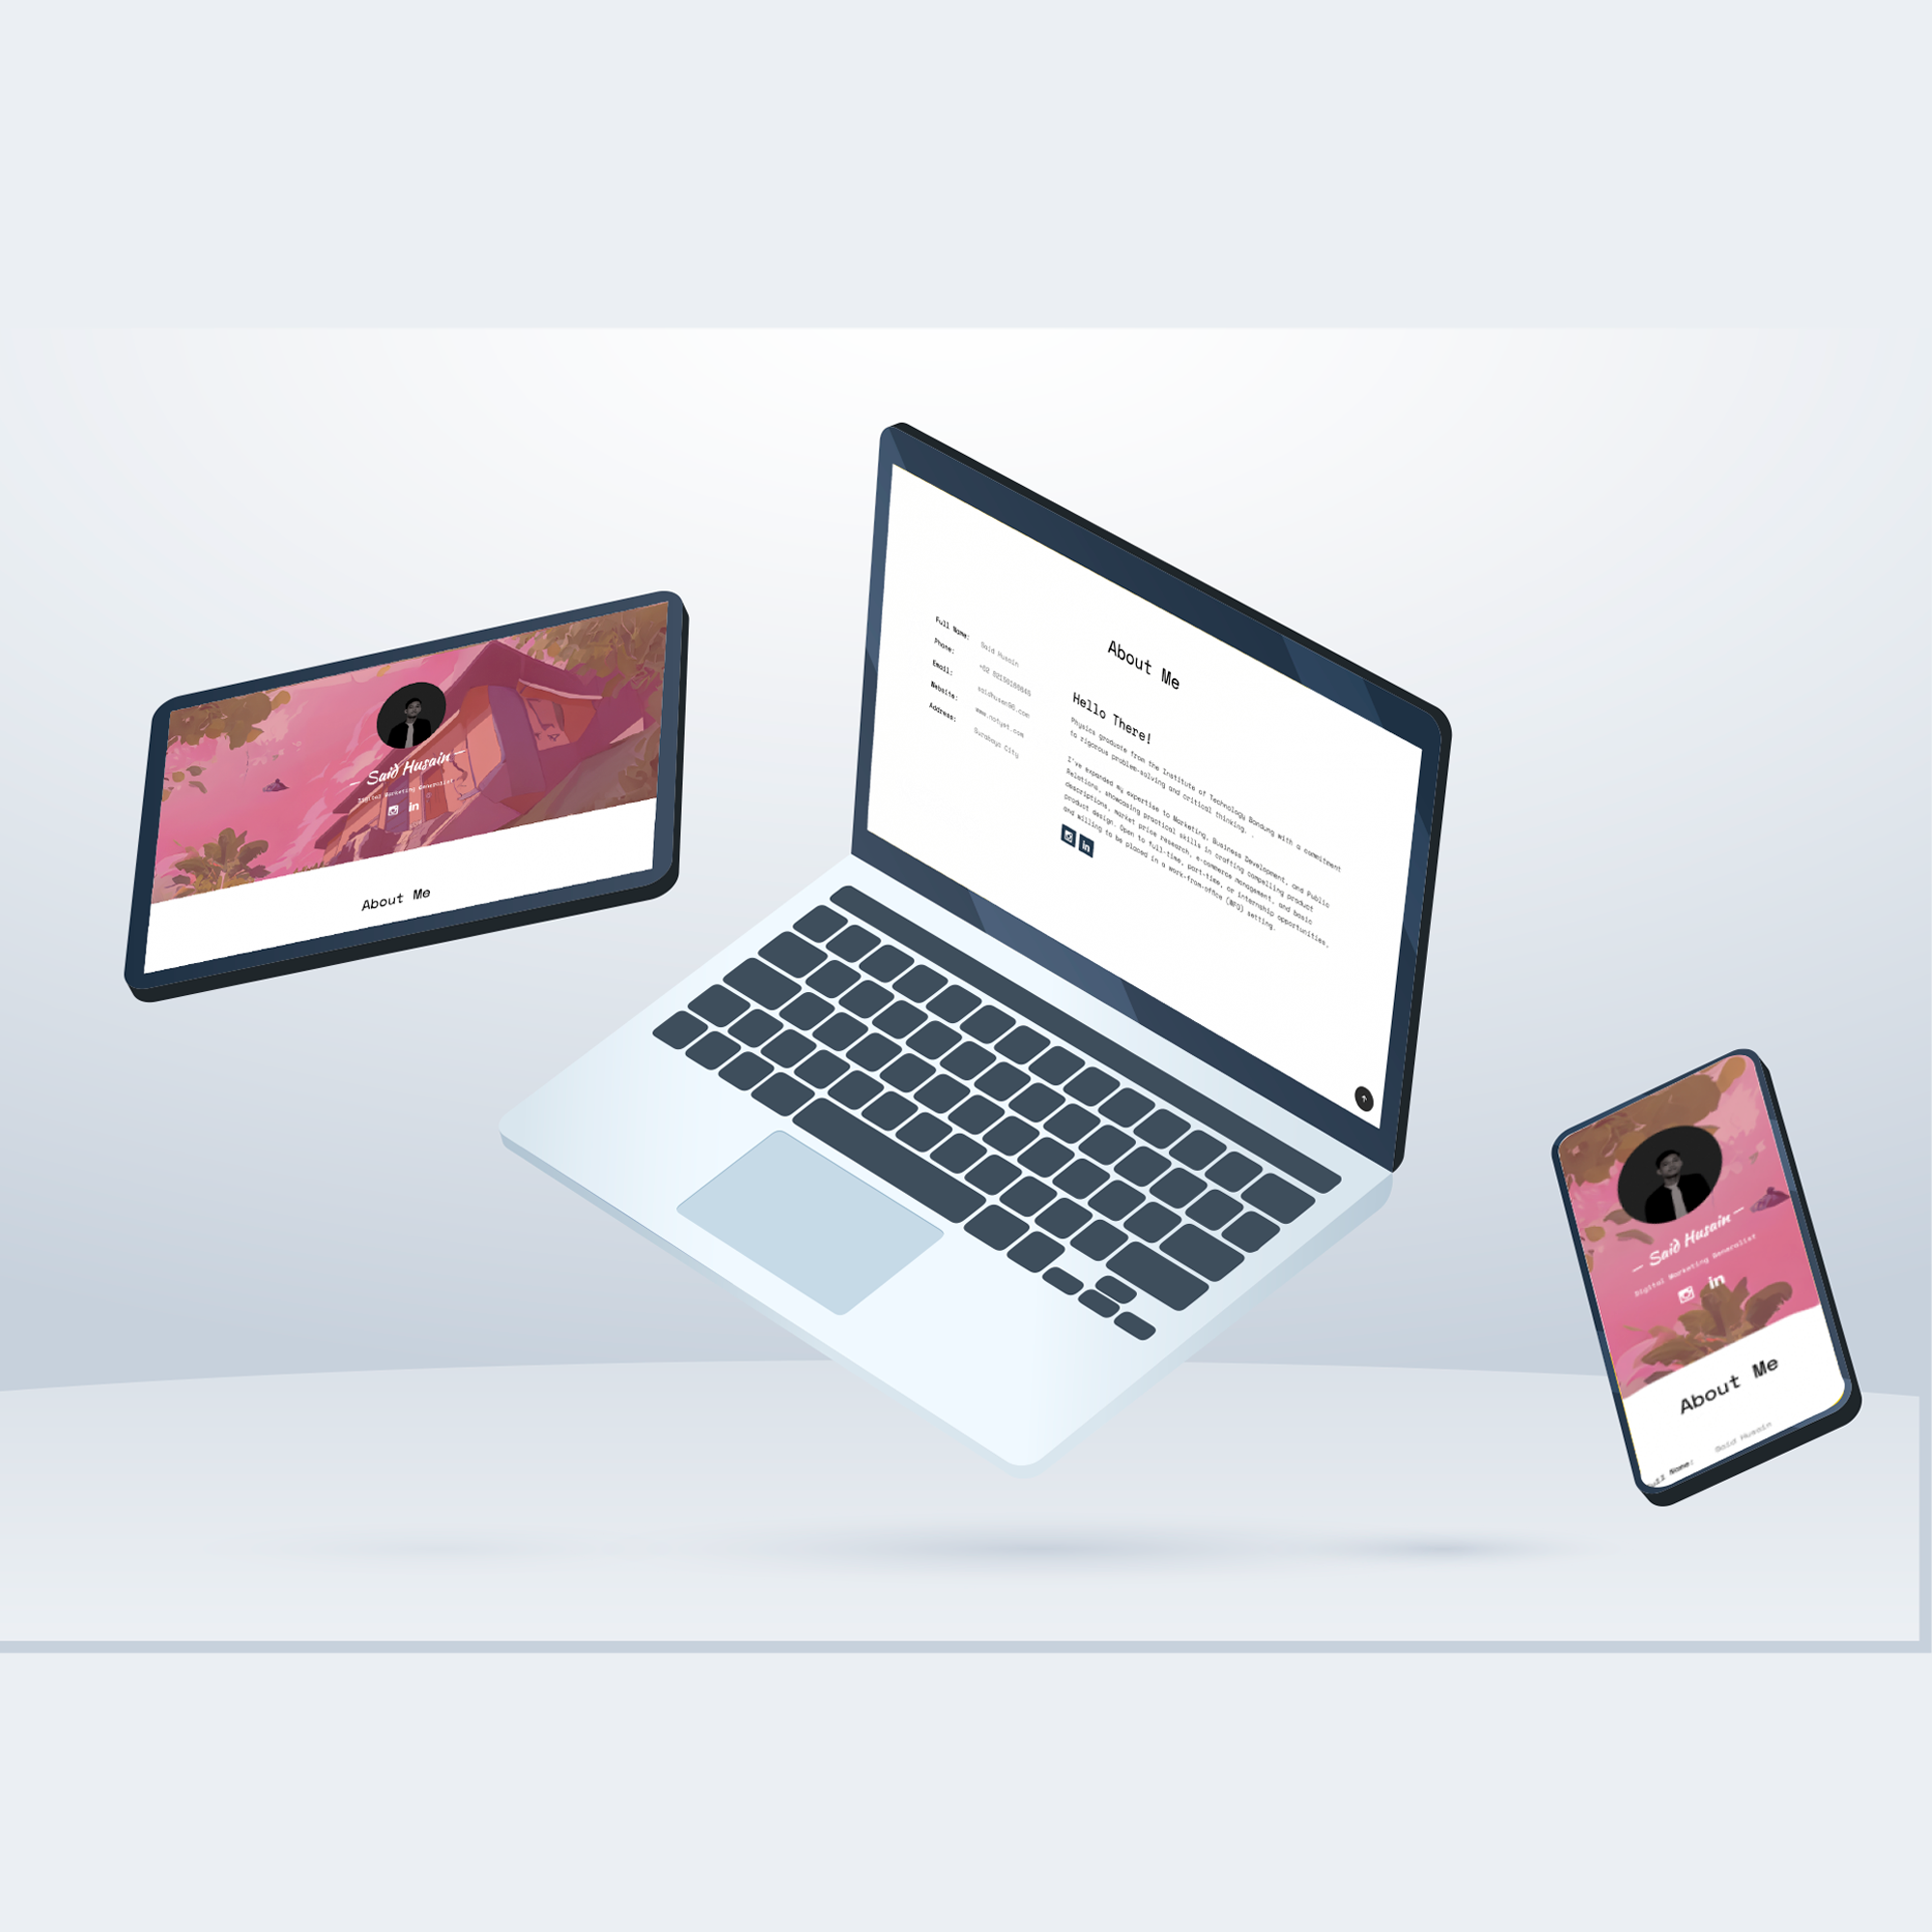 — Said Husain —
Digital Marketing Generalist
in
About Me
About Me
Full Name: Said Husain
Phone:
Email:
Website: www.notyet.com
Address: Surabaya City
Hello There!
Physics graduate from the Institute of Technology Bandung with a commitment
to rigorous problem-solving and critical thinking. .
I've expanded my expertise to Marketing, Business Development, and Public
Relations, showcasing practical skills in crafting compelling product
descriptions, market price research, e-commerce management, and basic
product design. Open to full-time, part-time, or internship opportunities,
and willing to be placed in a work-from-office (WFO) setting.
in
— Said Husain —
Digital Marketing Generalist
in
About Me
Said Husain
Name: